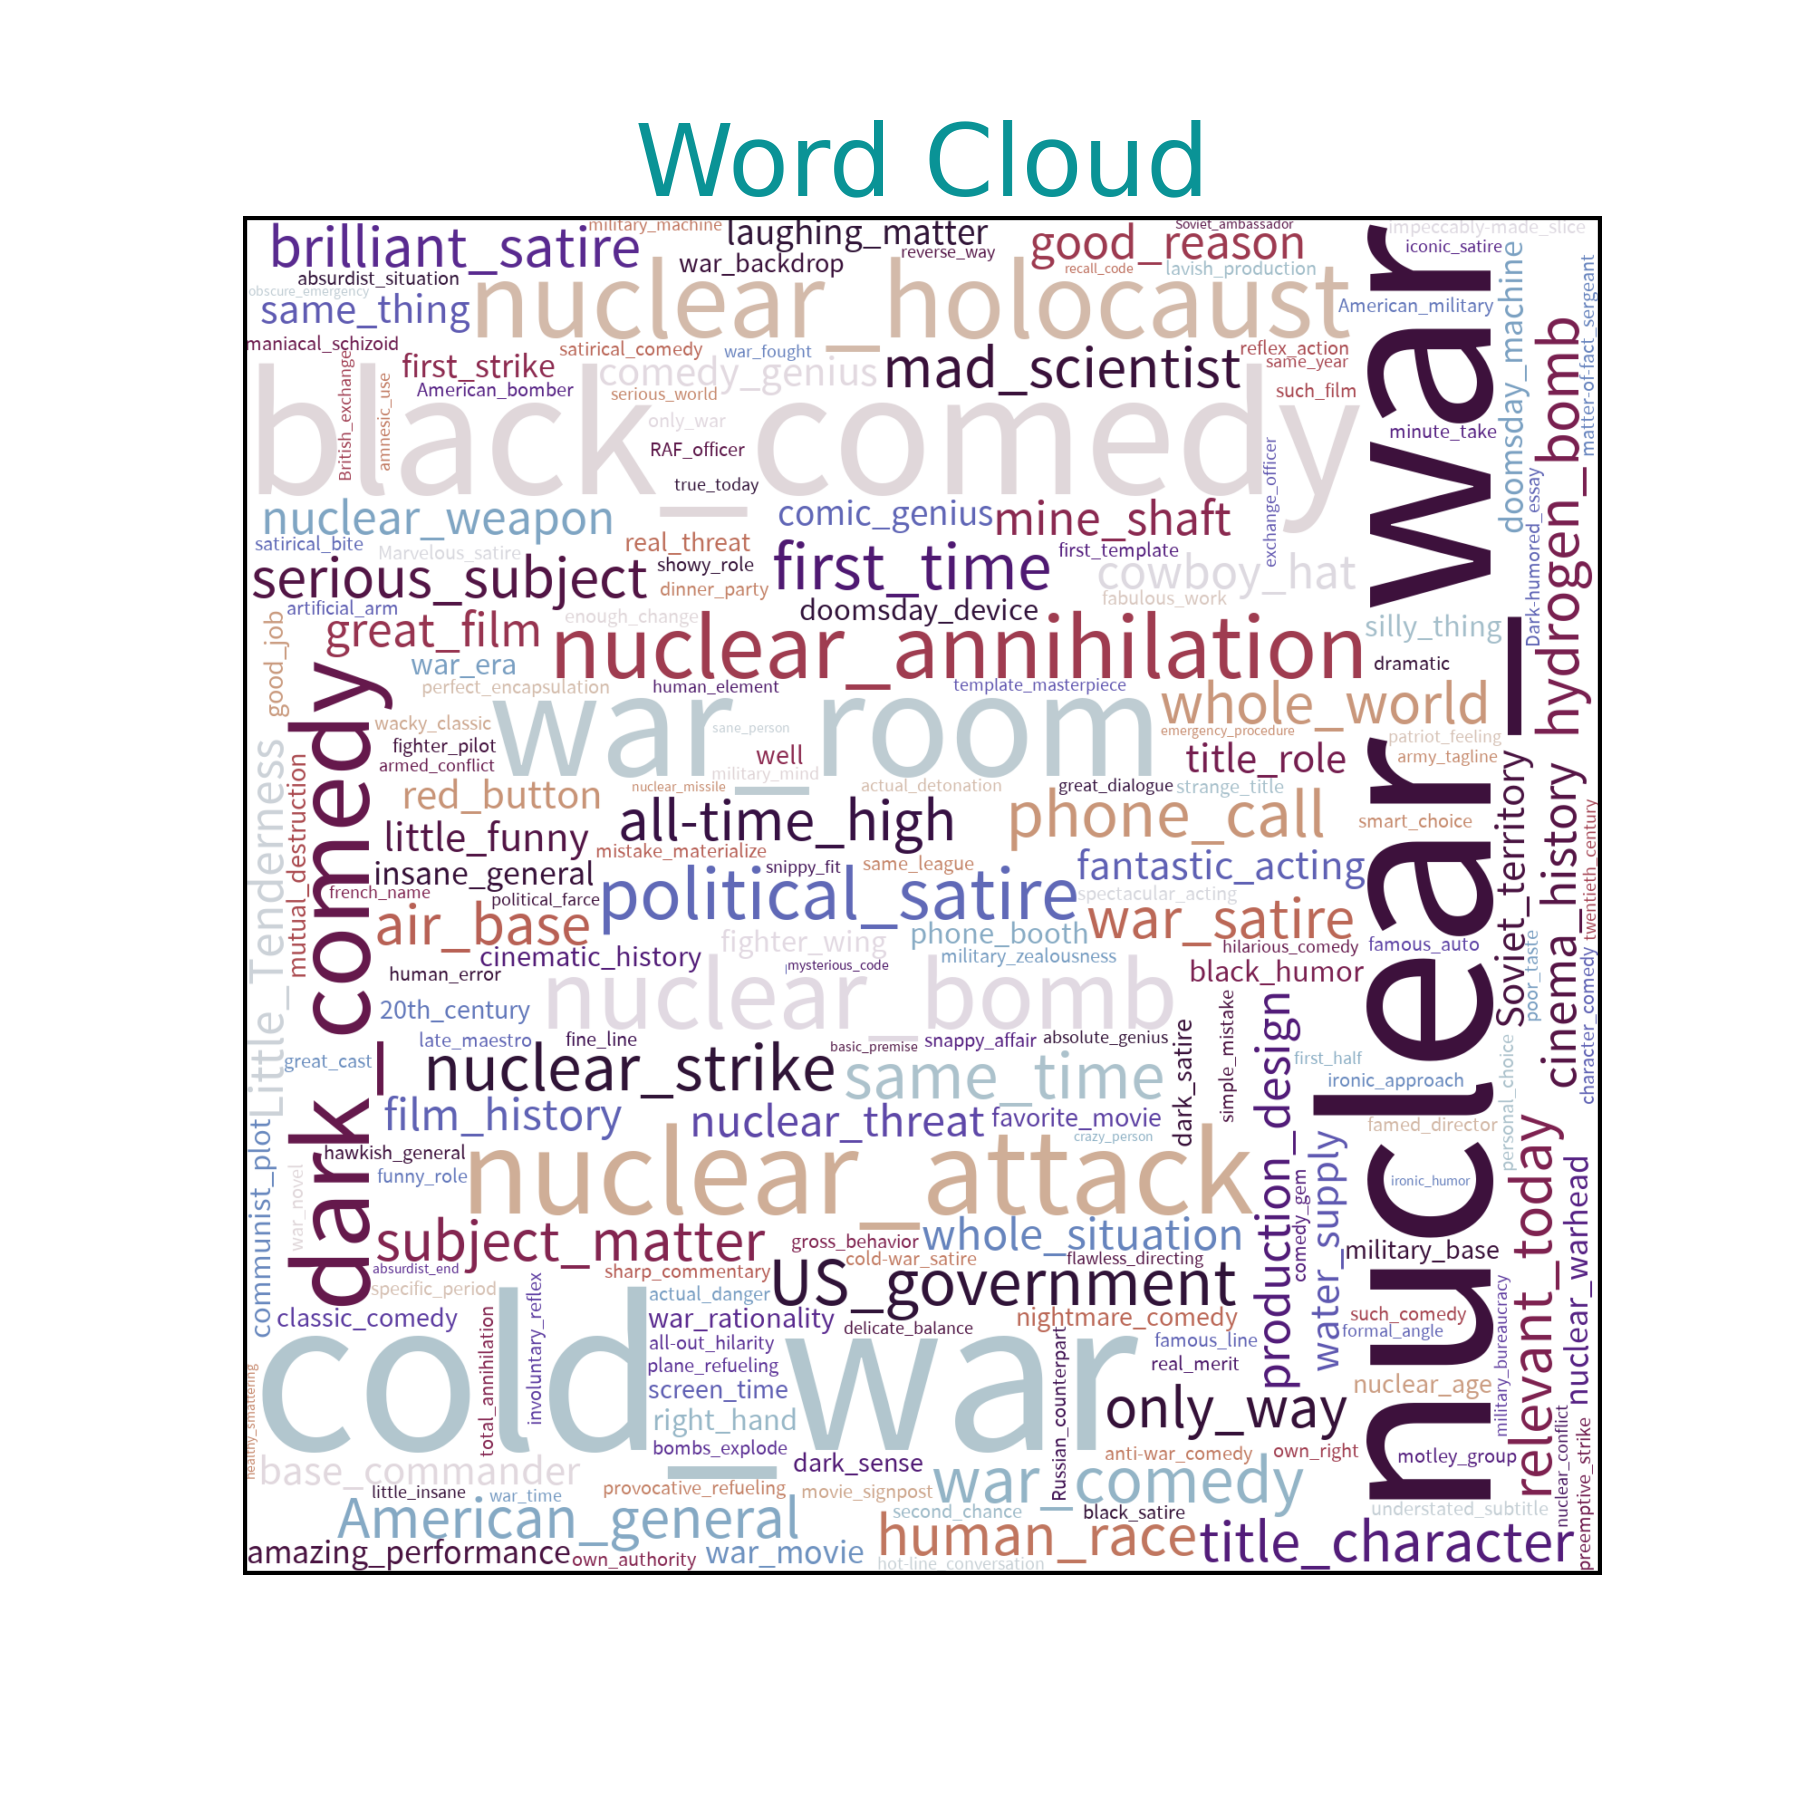 Word Cloud
military_machine
laughing_matter
Soviet_ambassador
impeccably-made_slice
brilliant_satire
reverse_way
good_reason
iconic_satire
absurdist_situation
war_backdrop
recall_code
lavish_production
obscure_emergency
same_thing
nuclear_holocaust
American_military
doomsday_machine
matter-of-fact_sergeant
maniacal_schizoid
first_strike
satirical_comedy
war_fought
reflex_action
British_exchange
amnesic_use
American_bomber
comedy_genius
serious_world
mad_scientist
same_year
such_film
hydrogen_bomb
black_comedy
only_war
RAF_officer
true_today
exchange_officer
minute_take
nuclear_war
nuclear_weapon
comic_genius
mine_shaft
Dark-humored_essay
satirical_bite
Marvelous_satire
real_threat
showy_role
first_time
first_template
serious_subject
dinner_party
cowboy_hat
fabulous_work
artificial_arm
enough_change
doomsday_device
good_job
great_film
nuclear_annihilation
silly_thing
war_era
dramatic
perfect_encapsulation
human_element
template_masterpiece
whole_world
wacky_classic
war_room
sane_person
emergency_procedure
patriot_feeling
fighter_pilot
well
title_role
army_tagline
armed_conflict
military_mind
dark_comedy
Little_Tenderness
mutual_destruction
red_button
nuclear_missile
actual_detonation
great_dialogue
strange_title
Soviet_territory
cinema_history
twentieth_century
little_funny
all-time_high
phone_call
smart_choice
mistake_materialize
insane_general
snippy_fit
same_league
fantastic_acting
french_name
political_farce
political_satire
spectacular_acting
air_base
war_satire
cinematic_history
fighter_wing
phone_booth
hilarious_comedy
famous_auto
military_zealousness
human_error
mysterious_code
black_humor
poor_taste
character_comedy
20th_century
nuclear_bomb
late_maestro
fine_line
basic_premise
snappy_affair
absolute_genius
dark_satire
simple_mistake
production_design
great_cast
nuclear_strike
same_time
first_half
ironic_approach
personal_choice
film_history
nuclear_threat
favorite_movie
famed_director
crazy_person
relevant_today
communist_plot
hawkish_general
war_novel
funny_role
nuclear_attack
comedy_gem
water_supply
ironic_humor
nuclear_warhead
subject_matter
gross_behavior
whole_situation
military_base
absurdist_end
cold-war_satire
flawless_directing
sharp_commentary
specific_period
actual_danger
US_government
military_bureaucracy
classic_comedy
total_annihilation
involuntary_reflex
war_rationality
delicate_balance
nightmare_comedy
such_comedy
formal_angle
all-out_hilarity
famous_line
cold_war
plane_refueling
real_merit
healthy_smattering
screen_time
Russian_counterpart
nuclear_age
right_hand
only_way
bombs_explode
anti-war_comedy
own_right
motley_group
nuclear_conflict
preemptive_strike
base_commander
dark_sense
little_insane
war_time
provocative_refueling
movie_signpost
war_comedy
understated_subtitle
American_general
second_chance
black_satire
human_race
title_character
amazing_performance
own_authority
war_movie
hot-line_conversation